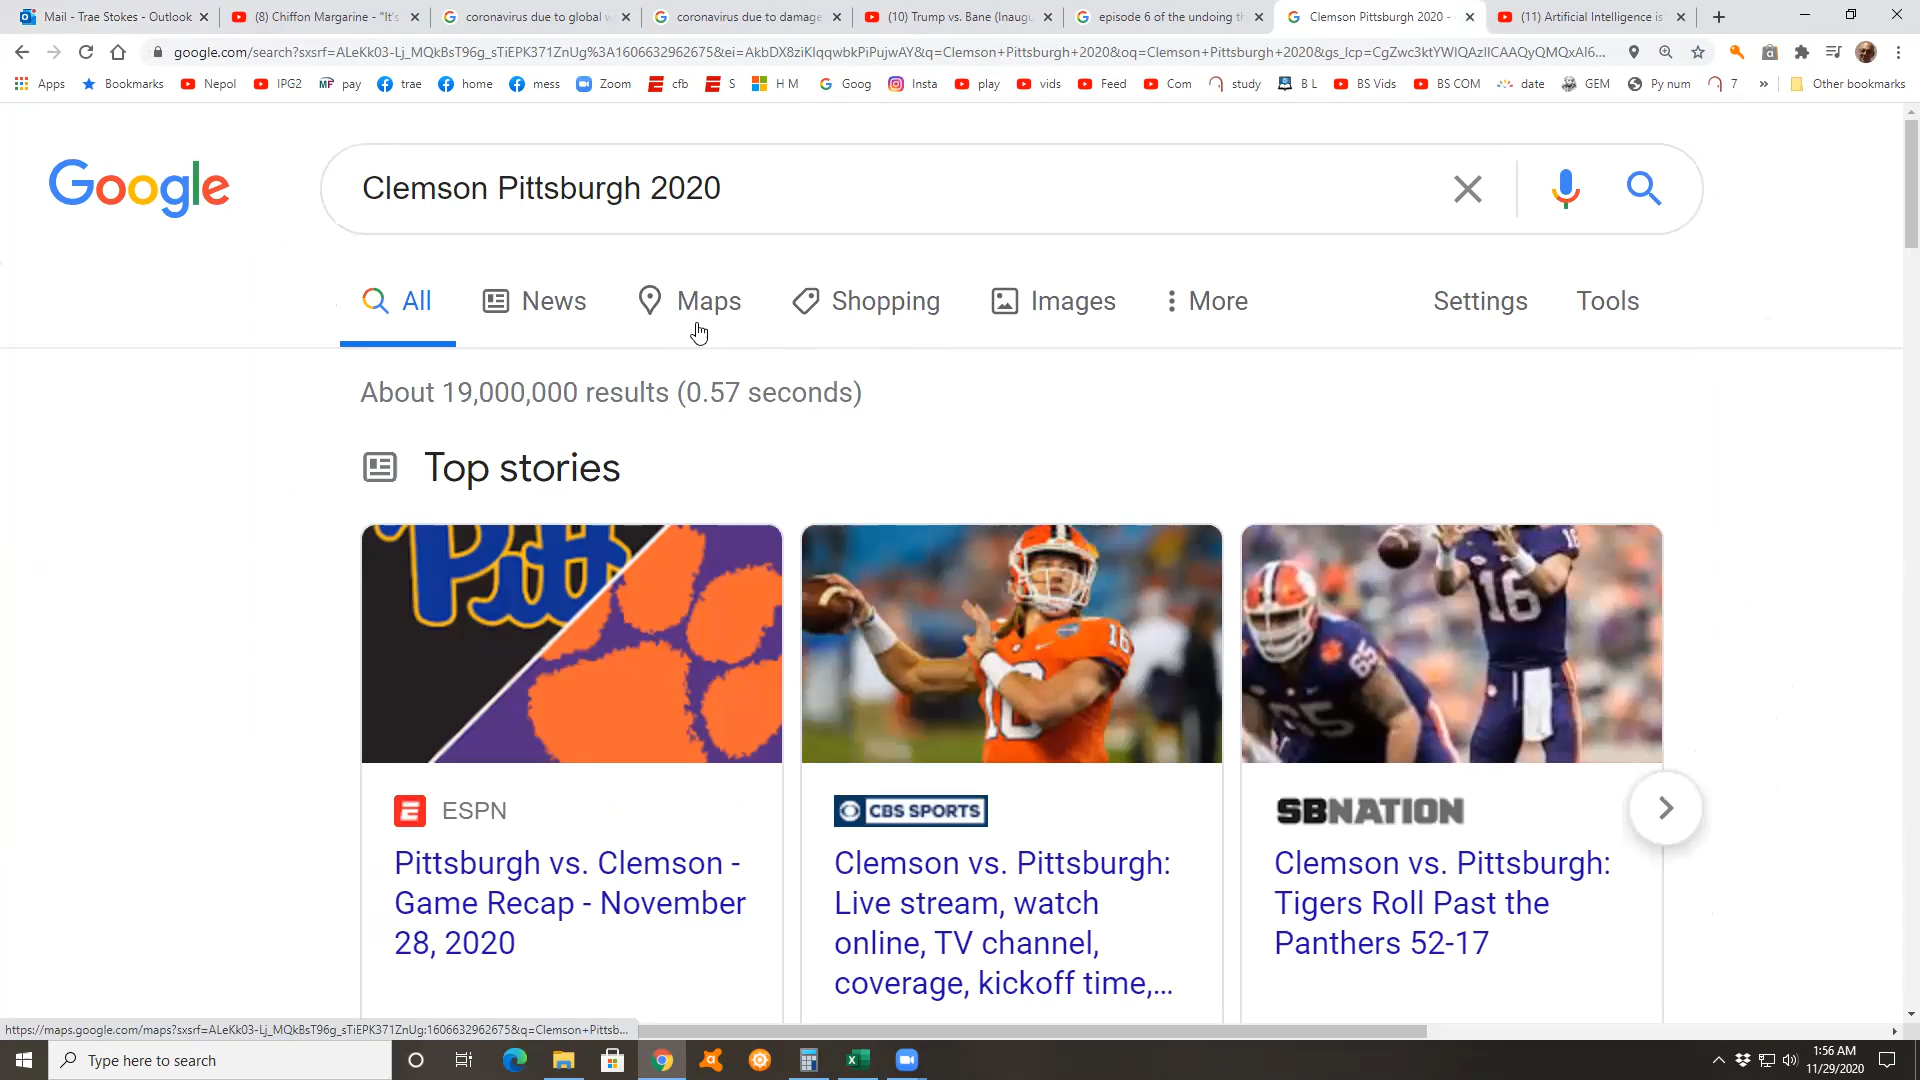 Mail - Trae Stokes - Outlook
(8) Chiffon Margarine - "It's
coronavirus due to global w
coronavirus due to damage
(10) Trump vs. Bane (Inaugu
episode 6 of the undoing th
Clemson Pittsburgh 2020 -
(11) Artificial Intelligence is
google.com/search?sxsrf=ALeKk03-Lj_MQkBsT96g_sTiEPK371ZnUg%3A1606632962675&ei=AkbDX8ziKIqqwbkPiPujwAY&q=Clemson+Pittsburgh+2020&oq=Clemson+Pittsburgh+2020&gs_lcp=CgZwc3ktYWIQAzIICAAQyQMQxAI6...
Apps Bookmarks Nepol IPG2 pay trae home mess Zoom cfb S H M Goog Insta play vids Feed Com study B L BS Vids BS COM date GEM Py num 7 » Other bookmarks
Google
Clemson Pittsburgh 2020
All News Maps Shopping Images More Settings Tools
About 19,000,000 results (0.57 seconds)
Top stories
Pitt
16
16
65
ESPN
Pittsburgh vs. Clemson -
Game Recap - November
28, 2020
CBS SPORTS
Clemson vs. Pittsburgh:
Live stream, watch
online, TV channel,
coverage, kickoff time,...
SBNATION
Clemson vs. Pittsburgh:
Tigers Roll Past the
Panthers 52-17
https://maps.google.com/maps?sxsrf=ALeKk03-Lj_MQkBsT96g_sTiEPK371ZnUg:1606632962675&q=Clemson+Pittsb...
Type here to search
1:56 AM
11/29/2020